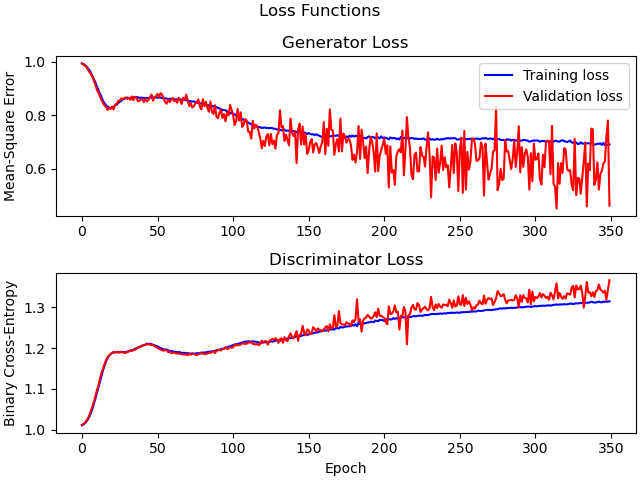 Loss Functions
Generator Loss
Mean-Square Error
1.0
0.8
0.6
Training loss
Validation loss
0 50 100 150 200 250 300 350
Discriminator Loss
Binary Cross-Entropy
1.3
1.2
1.1
1.0
0 50 100 150 200 250 300 350
Epoch